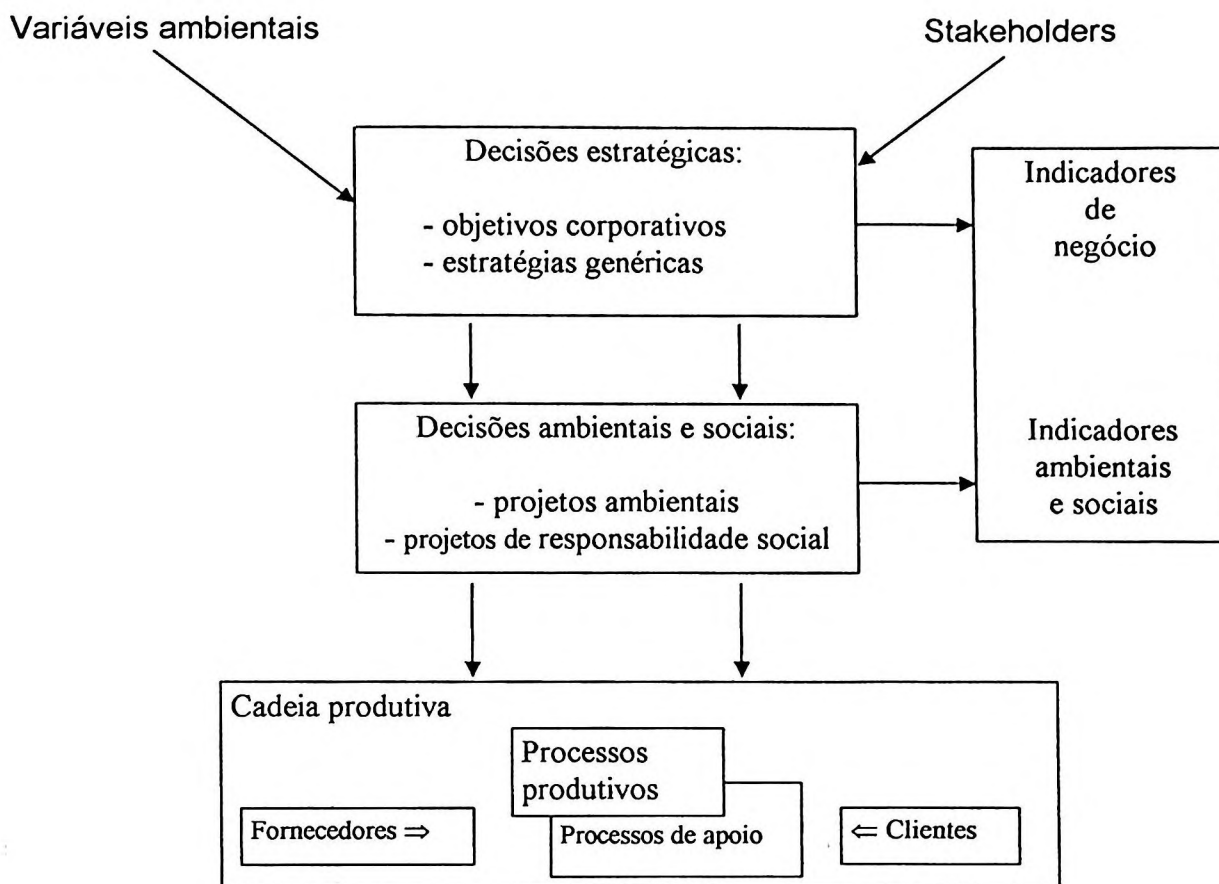 Variáveis ambientais
Stakeholders
Decisões estratégicas:
- objetivos corporativos
- estratégias genéricas
Indicadores
de
negócio
Decisões ambientais e sociais:
- projetos ambientais
- projetos de responsabilidade social
Indicadores
ambientais
e sociais
Cadeia produtiva
Processos
produtivos
Fornecedores ⇒
Processos de apoio
⇐ Clientes